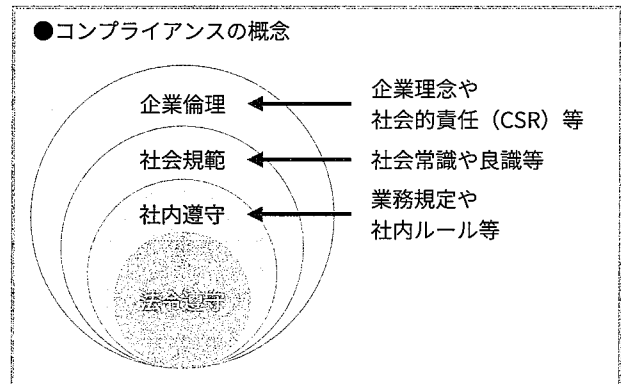 ●コンプライアンスの概念
企業倫理
企業理念や
社会的責任（CSR）等
社会規範
社会常識や良識等
社内遵守
業務規定や
社内ルール等
法令遵守